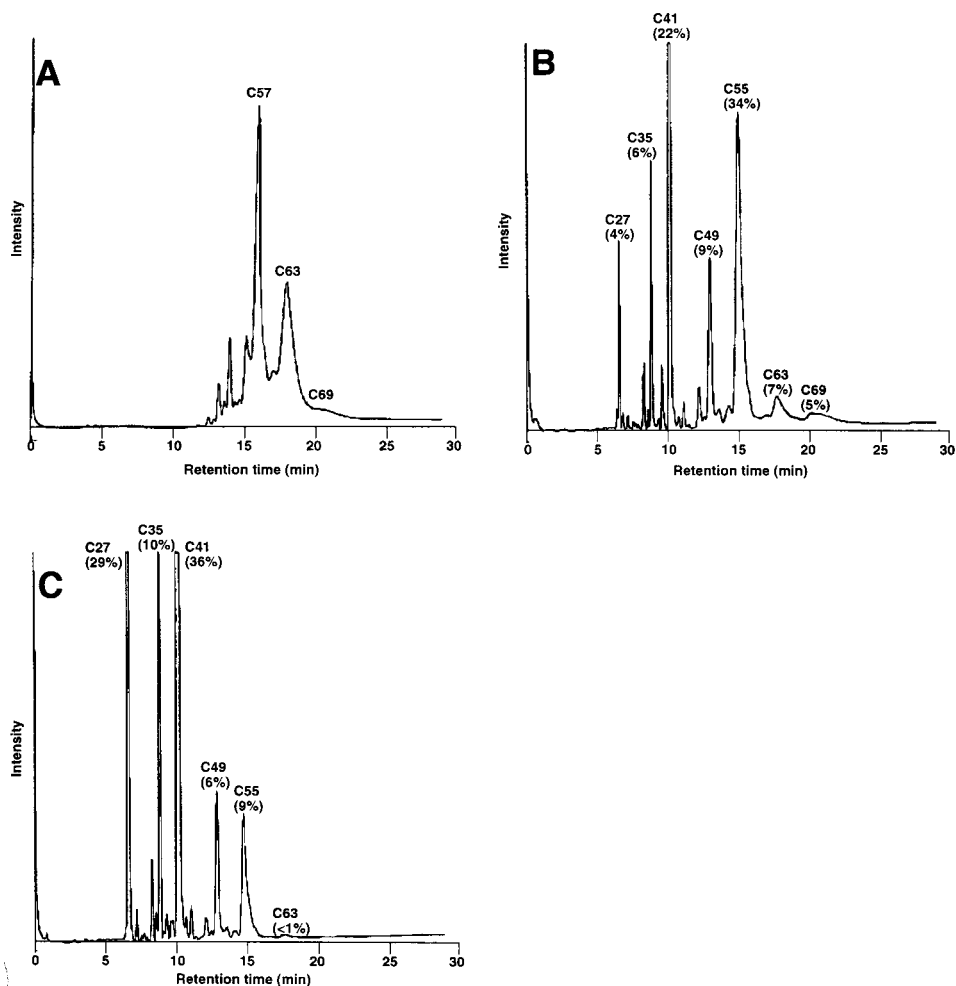 A
C57
C63
C69
Intensity
0
5
10
15
20
25
30
Retention time (min)
B
C41
(22%)
C55
(34%)
C35
(6%)
C27
(4%)
C49
(9%)
C63
(7%)
C69
(5%)
Intensity
0
5
10
15
20
25
30
Retention time (min)
C
C27
(29%)
C35
(10%)
C41
(36%)
C49
(6%)
C55
(9%)
C63
(<1%)
Intensity
0
5
10
15
20
25
30
Retention time (min)